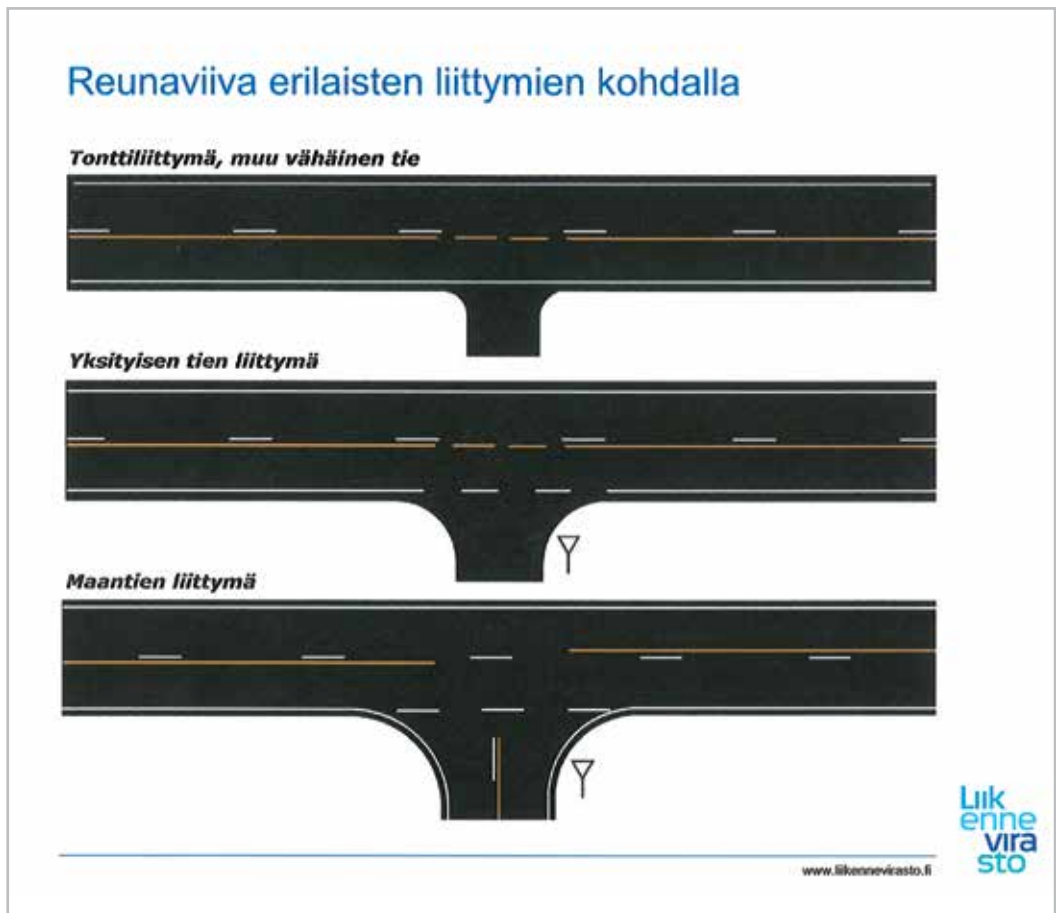 Reunaviiva erilaisten liittymien kohdalla
Tonttiliittymä, muu vähäinen tie
Yksityisen tien liittymä
Maantien liittymä
Liik
enne
vira
sto
www.liikennevirasto.fi